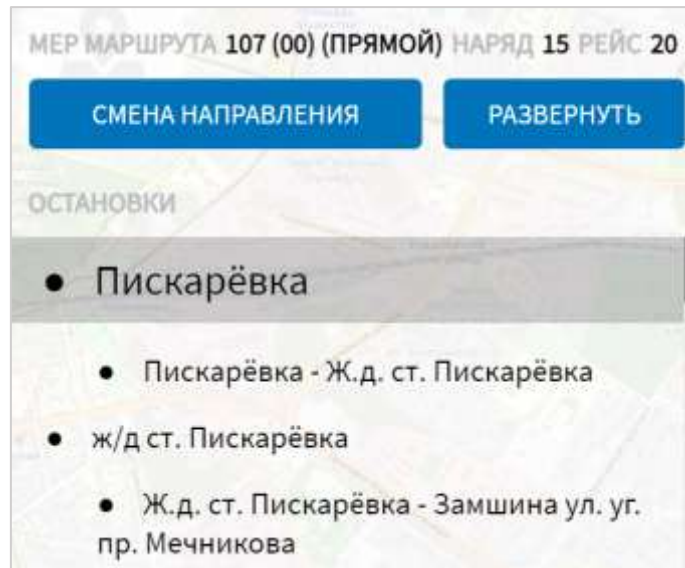 МЕР МАРШРУТА 107 (00) (ПРЯМОЙ) НАРЯД 15 РЕЙС 20
СМЕНА НАПРАВЛЕНИЯ РАЗВЕРНУТЬ
ОСТАНОВКИ
● Пискарёвка
● Пискарёвка - Ж.д. ст. Пискарёвка
● ж/д ст. Пискарёвка
● Ж.д. ст. Пискарёвка - Замшина ул. уг.
пр. Мечникова